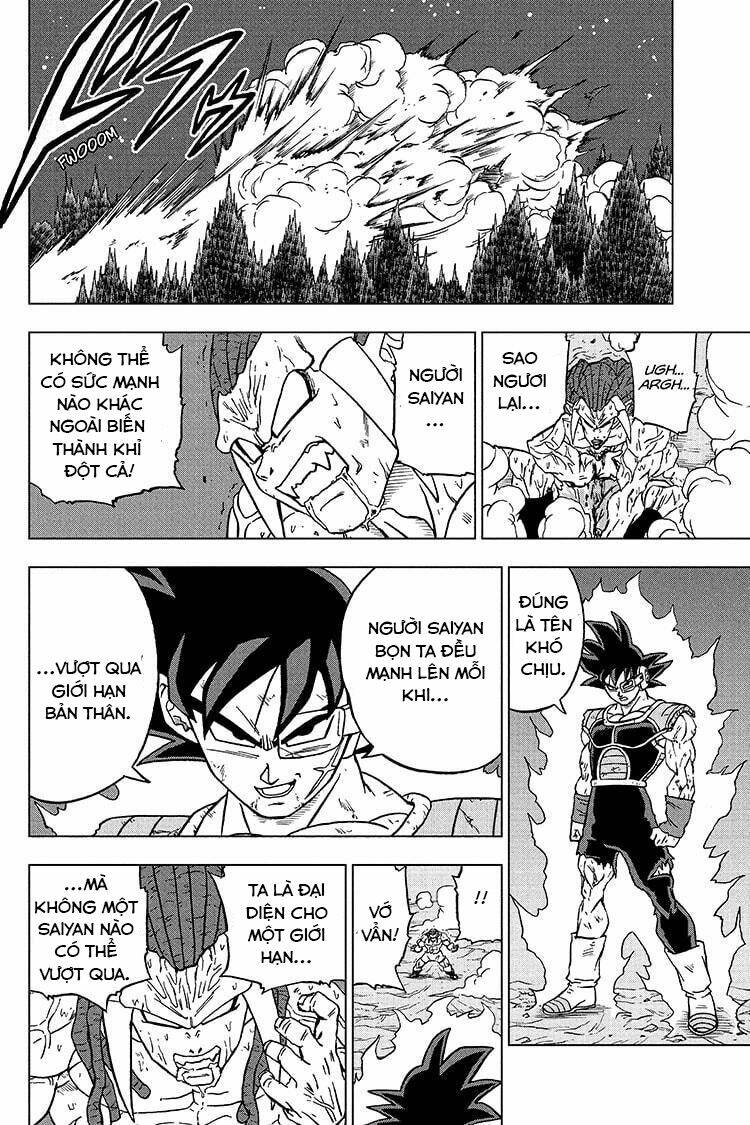 FWOOOM
UGH...
ARGH...
SAO
NGƯƠI
LẠI...
NGƯỜI
SAIYAN
...
KHÔNG THỂ
CÓ SỨC MẠNH
NÀO KHÁC
NGOÀI BIẾN
THÀNH KHỈ
ĐỘT CẢ!
ĐÚNG
LÀ TÊN
KHÓ
CHỊU.
NGƯỜI SAIYAN
BỌN TA ĐỀU
MẠNH LÊN MỖI
KHI...
...VƯỢT QUA
GIỚI HẠN
BẢN THÂN.
!!
VỚ
VẨN!
TA LÀ ĐẠI
DIỆN CHO
MỘT GIỚI
HẠN...
...MÀ
KHÔNG MỘT
SAIYAN NÀO
CÓ THỂ
VƯỢT QUA.